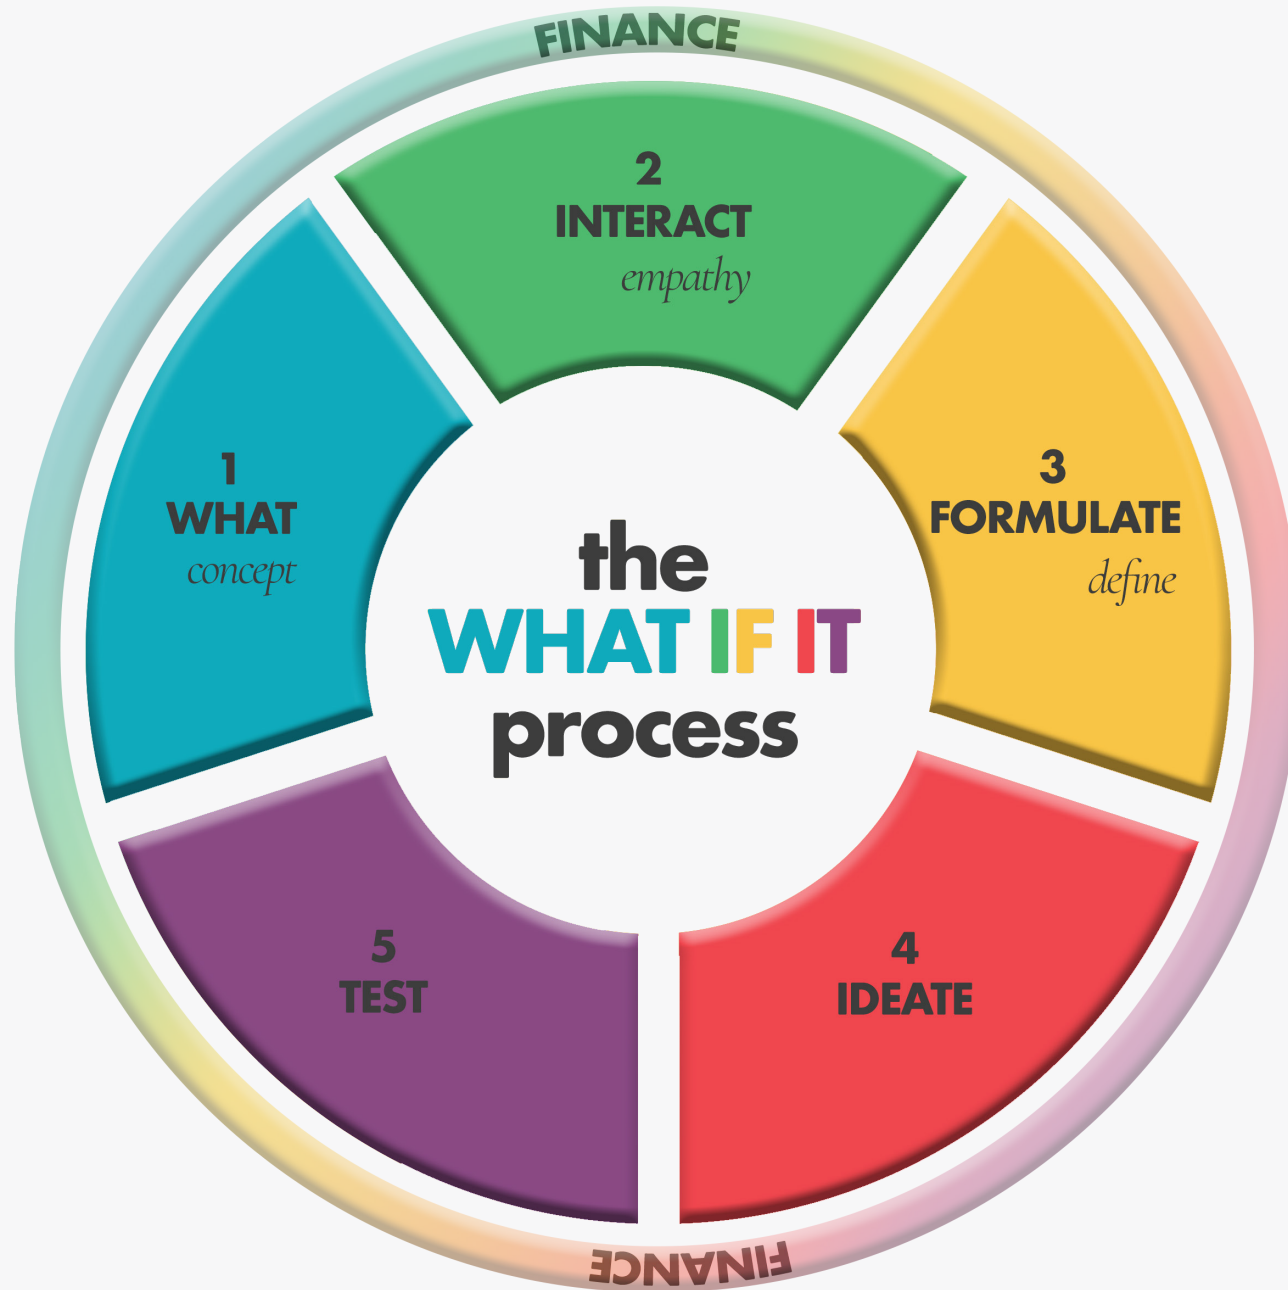 FINANCE
2
INTERACT
empathy
1
WHAT
concept
3
FORMULATE
define
the
WHAT IF IT
process
5
TEST
4
IDEATE
FINANCE